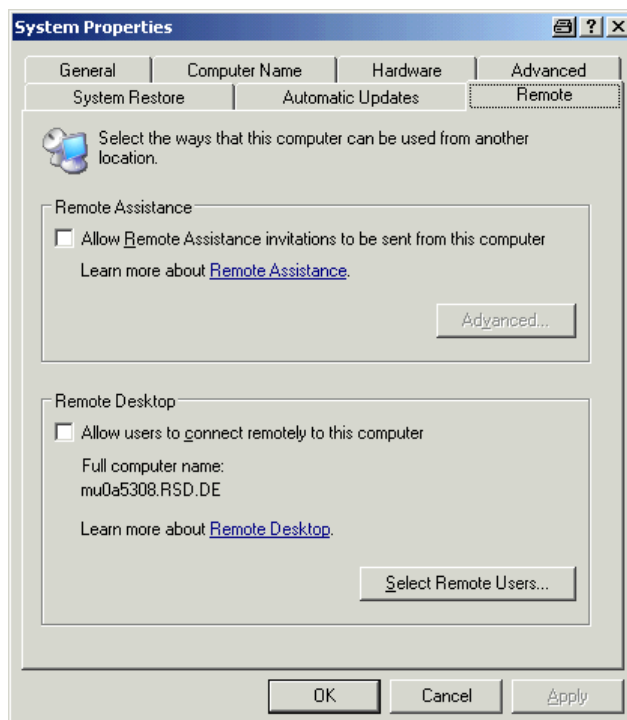 System Properties
General
Computer Name
Hardware
Advanced
System Restore
Automatic Updates
Remote
Select the ways that this computer can be used from another
location.
Remote Assistance
Allow Remote Assistance invitations to be sent from this computer
Learn more about Remote Assistance.
Advanced...
Remote Desktop
Allow users to connect remotely to this computer
Full computer name:
mu0a5308.RSD.DE
Learn more about Remote Desktop.
Select Remote Users...
OK
Cancel
Apply